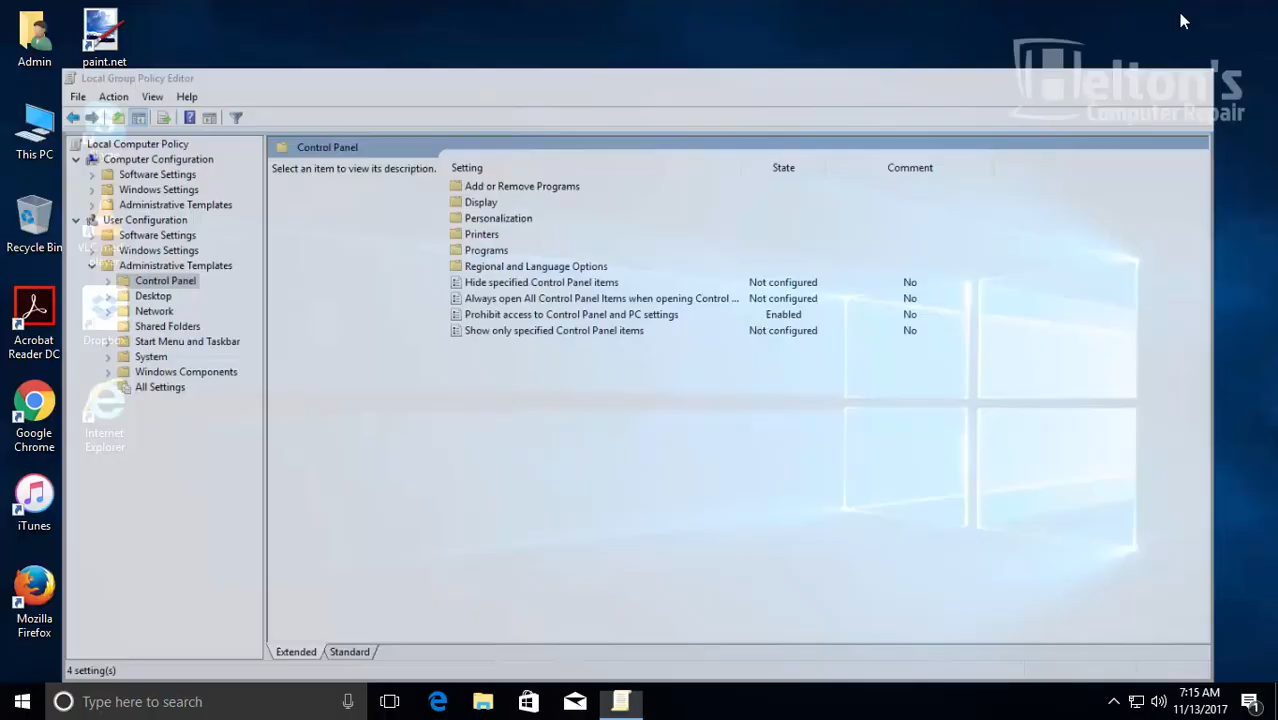 Admin
paint.net
Helton's
Computer Repair
Local Group Policy Editor
File Action View Help
This PC
Local Computer Policy
Computer Configuration
Software Settings
Windows Settings
Administrative Templates
User Configuration
Software Settings
Windows Settings
Administrative Templates
Control Panel
Desktop
Network
Shared Folders
Start Menu and Taskbar
System
Windows Components
All Settings
Control Panel
Select an item to view its description.
Setting State Comment
Add or Remove Programs
Display
Personalization
Printers
Programs
Regional and Language Options
Hide specified Control Panel items Not configured No
Always open All Control Panel Items when opening Control ... Not configured No
Prohibit access to Control Panel and PC settings Enabled No
Show only specified Control Panel items Not configured No
Recycle Bin
VLC media
player
Acrobat
Reader DC
Dropbox
Google
Chrome
Internet
Explorer
iTunes
Mozilla
Firefox
Extended Standard
4 setting(s)
Type here to search
7:15 AM
11/13/2017
1